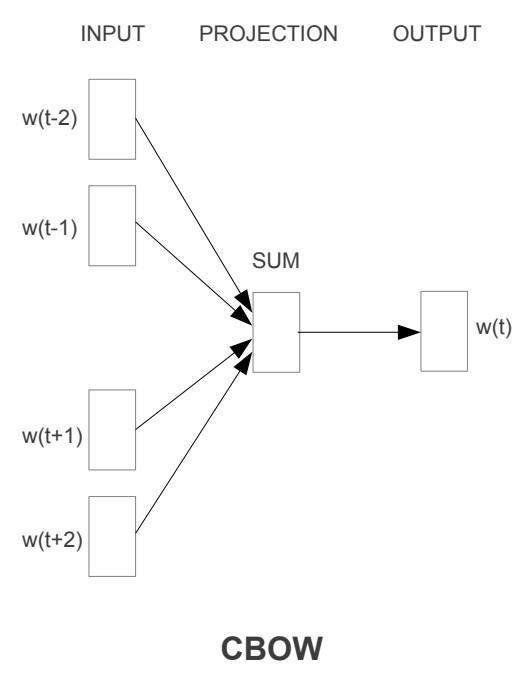 INPUT PROJECTION OUTPUT
w(t-2)
w(t-1)
SUM
w(t)
w(t+1)
w(t+2)
CBOW